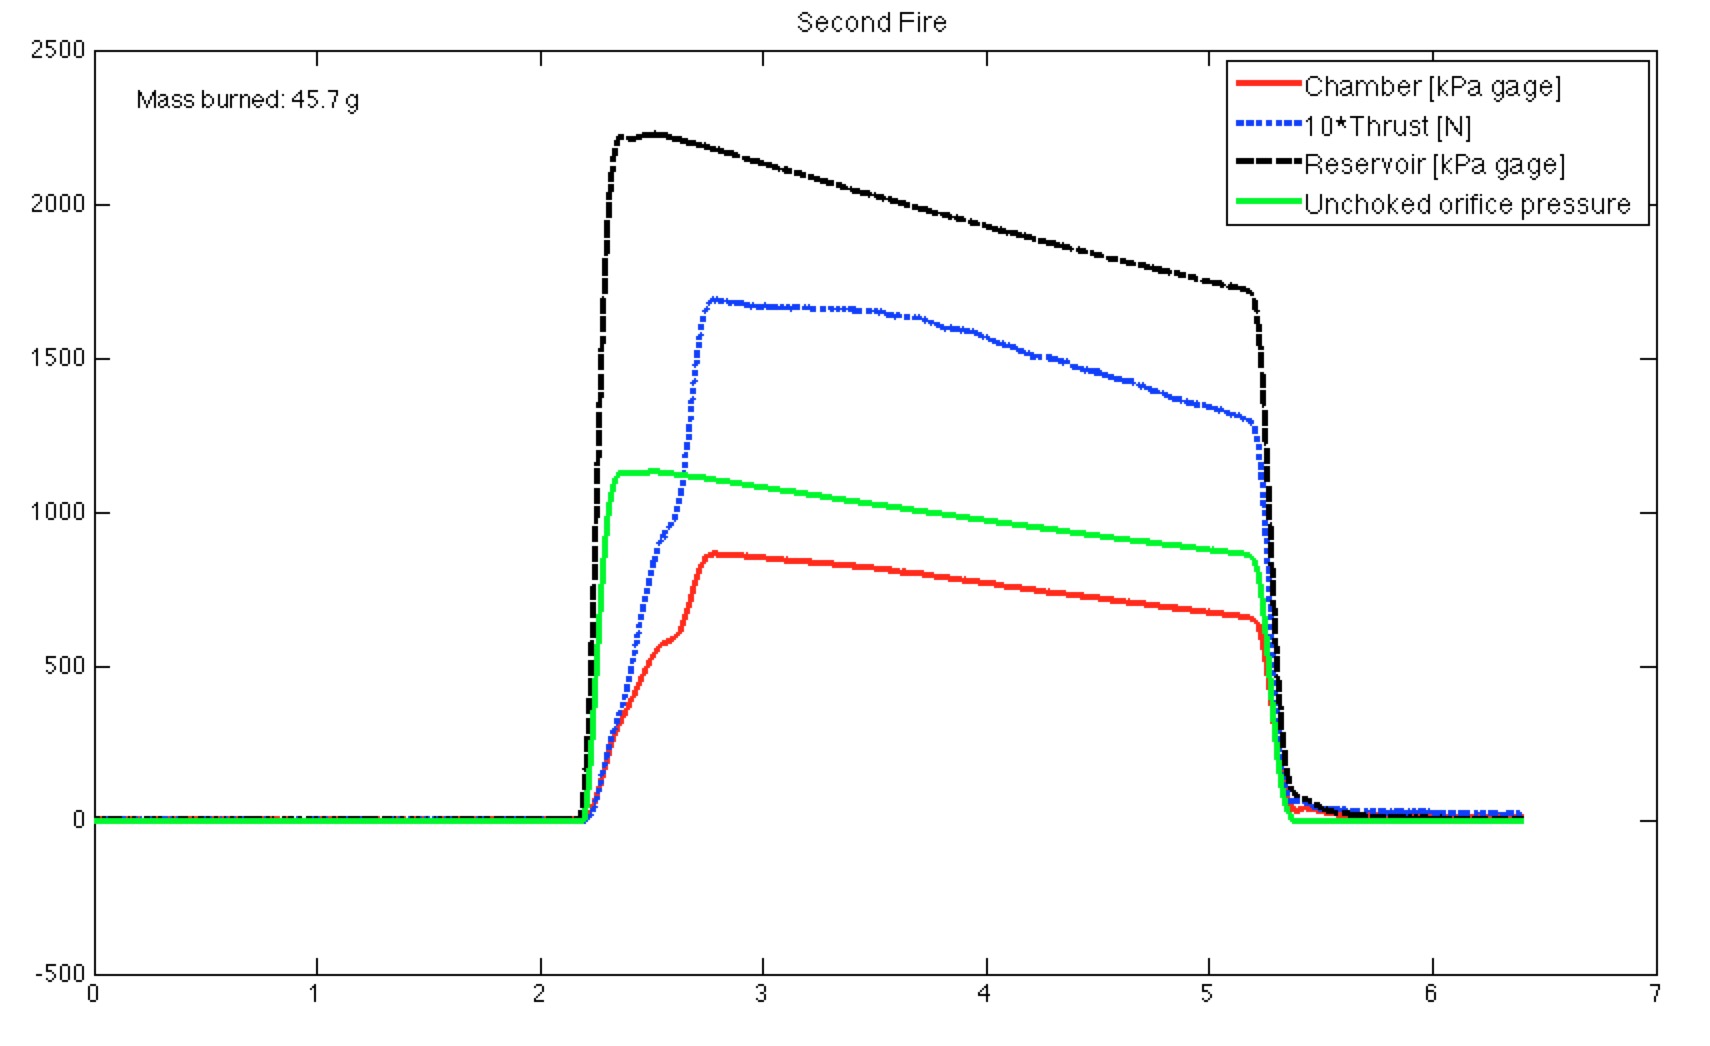 Second Fire
2500
Mass burned: 45.7 g
Chamber [kPa gage]
10*Thrust [N]
Reservoir [kPa gage]
Unchoked orifice pressure
2000
1500
1000
500
0
-500
0 1 2 3 4 5 6 7